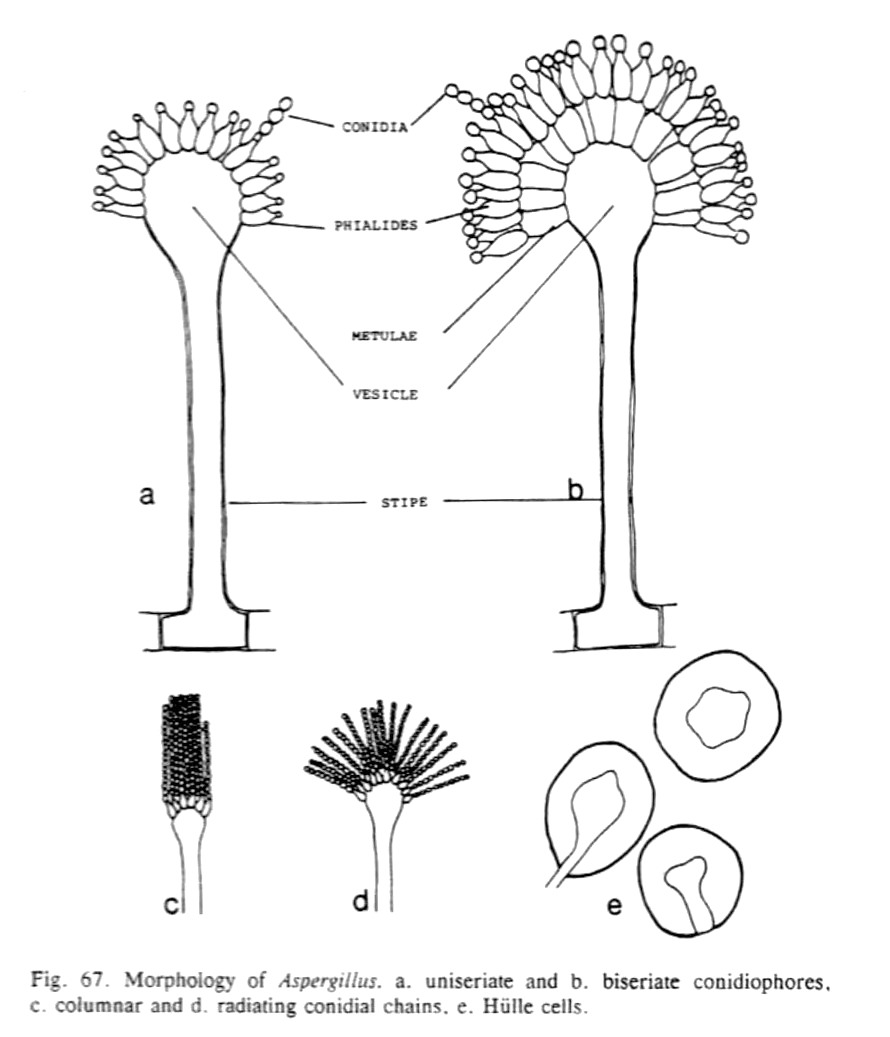 CONIDIA
PHIALIDES
METULAE
VESICLE
a
STIPE
b
c
d
e
Fig. 67. Morphology of Aspergillus. a. uniseriate and b. biseriate conidiophores,
c. columnar and d. radiating conidial chains, e. Hülle cells.